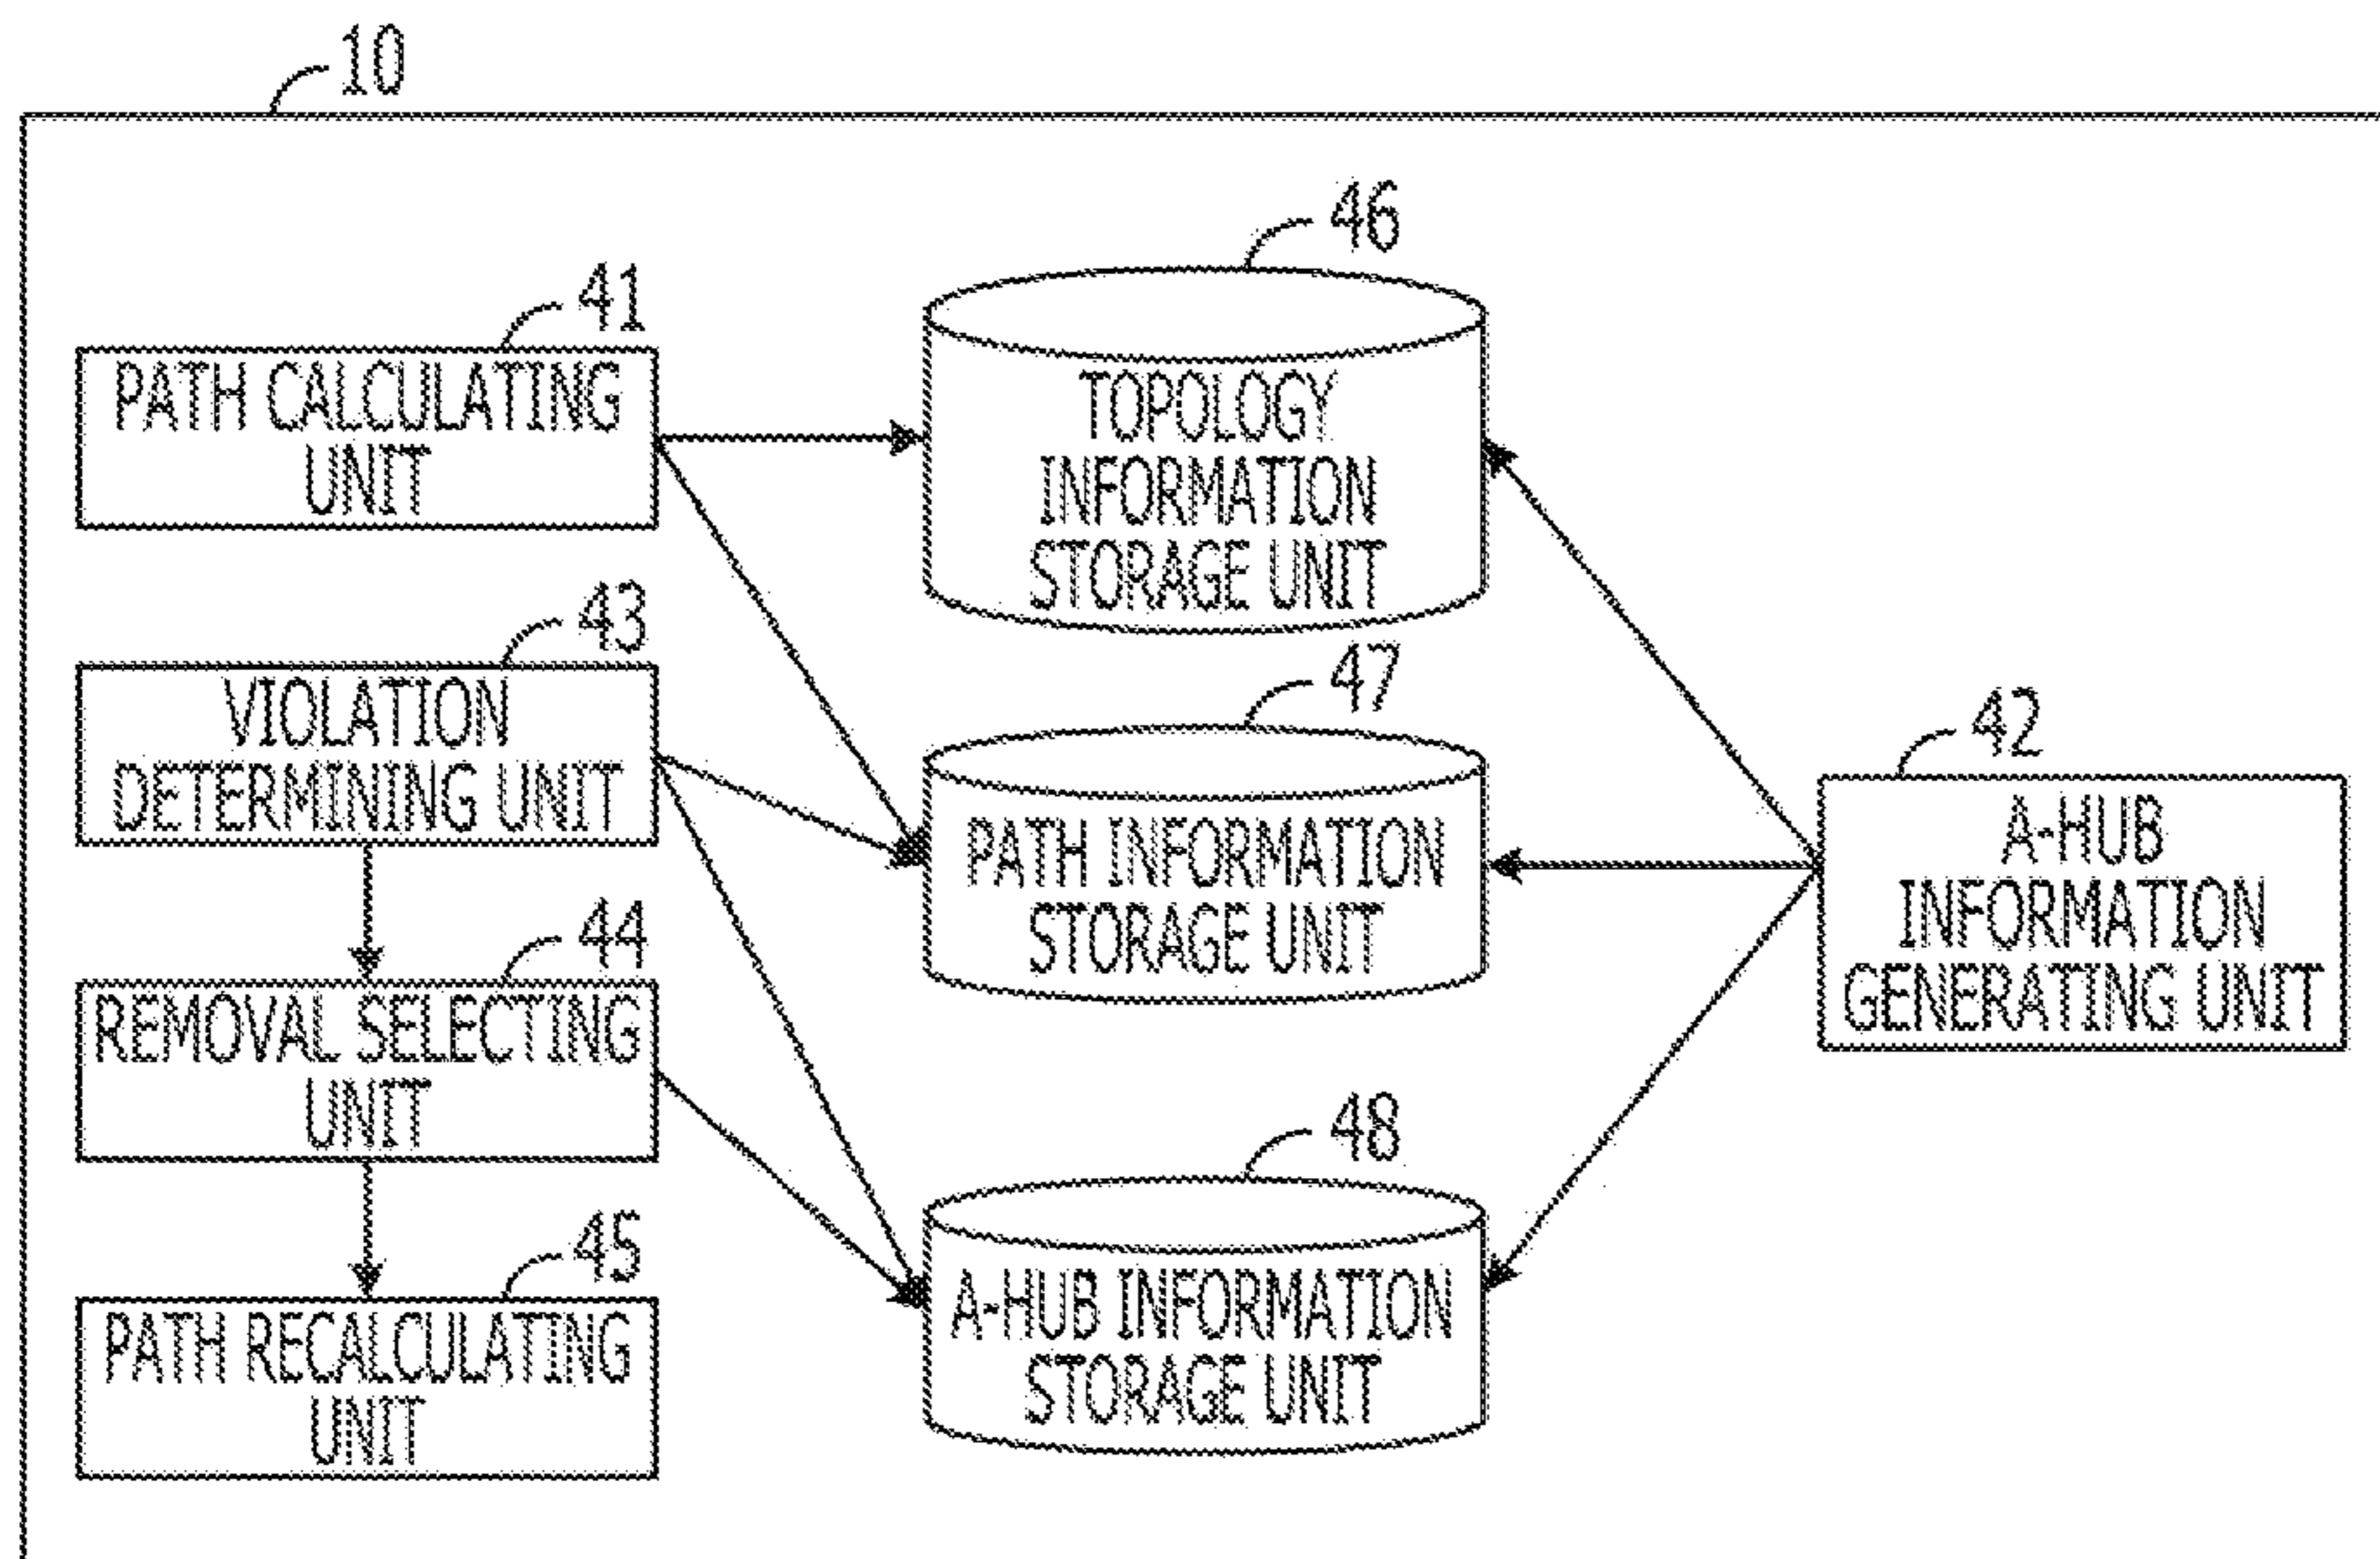 10
46
41
PATH CALCULATING
UNIT
TOPOLOGY
INFORMATION
STORAGE UNIT
43
VIOLATION
DETERMINING UNIT
47
PATH INFORMATION
STORAGE UNIT
42
A-HUB
INFORMATION
GENERATING UNIT
44
REMOVAL SELECTING
UNIT
48
A-HUB INFORMATION
STORAGE UNIT
45
PATH RECALCULATING
UNIT